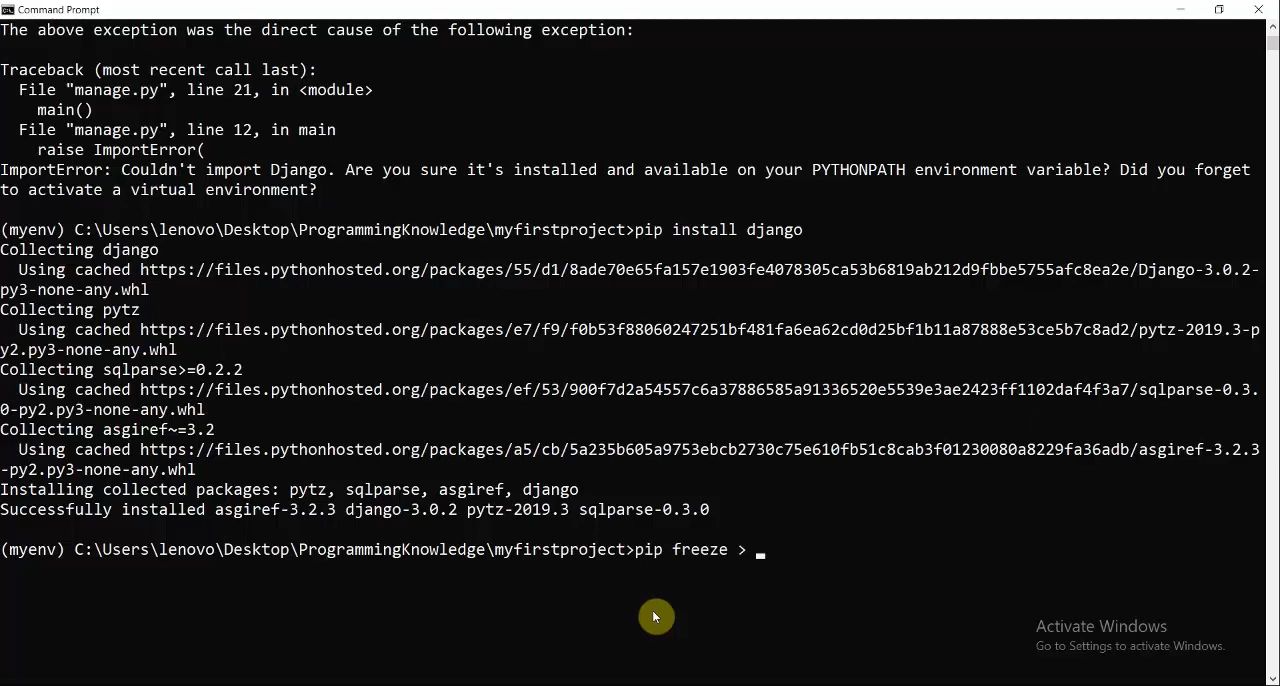 Command Prompt
The above exception was the direct cause of the following exception:
Traceback (most recent call last):
File "manage.py", line 21, in <module>
main()
File "manage.py", line 12, in main
raise ImportError(
ImportError: Couldn't import Django. Are you sure it's installed and available on your PYTHONPATH environment variable? Did you forget
to activate a virtual environment?
(myenv) C:\Users\lenovo\Desktop\ProgrammingKnowledge\myfirstproject>pip install django
Collecting django
Using cached https://files.pythonhosted.org/packages/55/d1/8ade70e65fa157e1903fe4078305ca53b6819ab212d9fbbe5755afc8ea2e/Django-3.0.2-
py3-none-any.whl
Collecting pytz
Using cached https://files.pythonhosted.org/packages/e7/f9/f0b53f88060247251bf481fa6ea62cd0d25bf1b11a87888e53ce5b7c8ad2/pytz-2019.3-p
y2.py3-none-any.whl
Collecting sqlparse>=0.2.2
Using cached https://files.pythonhosted.org/packages/ef/53/900f7d2a54557c6a37886585a91336520e5539e3ae2423ff1102daf4f3a7/sqlparse-0.3.
0-py2.py3-none-any.whl
Collecting asgiref~=3.2
Using cached https://files.pythonhosted.org/packages/a5/cb/5a235b605a9753ebcb2730c75e610fb51c8cab3f01230080a8229fa36adb/asgiref-3.2.3
-py2.py3-none-any.whl
Installing collected packages: pytz, sqlparse, asgiref, django
Successfully installed asgiref-3.2.3 django-3.0.2 pytz-2019.3 sqlparse-0.3.0
(myenv) C:\Users\lenovo\Desktop\ProgrammingKnowledge\myfirstproject>pip freeze >
Activate Windows
Go to Settings to activate Windows.